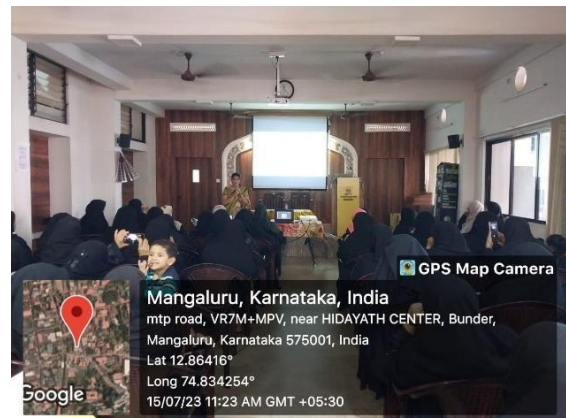 GPS Map Camera
Mangaluru, Karnataka, India
mtp road, VR7M+MPV, near HIDAYATH CENTER, Bunder,
Mangaluru, Karnataka 575001, India
Lat 12.86416°
Long 74.834254°
15/07/23 11:23 AM GMT +05:30
Google